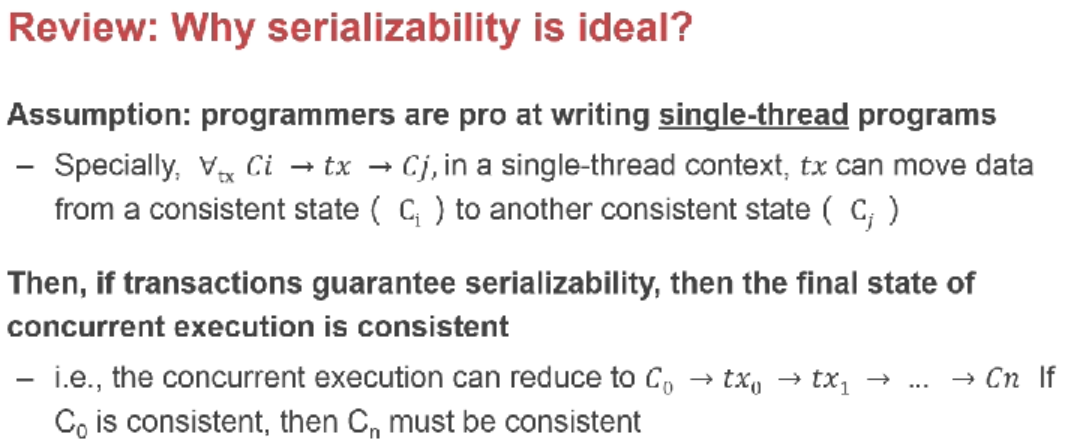 Review: Why serializability is ideal?
Assumption: programmers are pro at writing single-thread programs
– Specially, ∀tx Ci → tx → Cj, in a single-thread context, tx can move data
from a consistent state ( Ci ) to another consistent state ( Cj )
Then, if transactions guarantee serializability, then the final state of
concurrent execution is consistent
– i.e., the concurrent execution can reduce to C0 → tx0 → tx1 → ... → Cn If
C0 is consistent, then Cn must be consistent